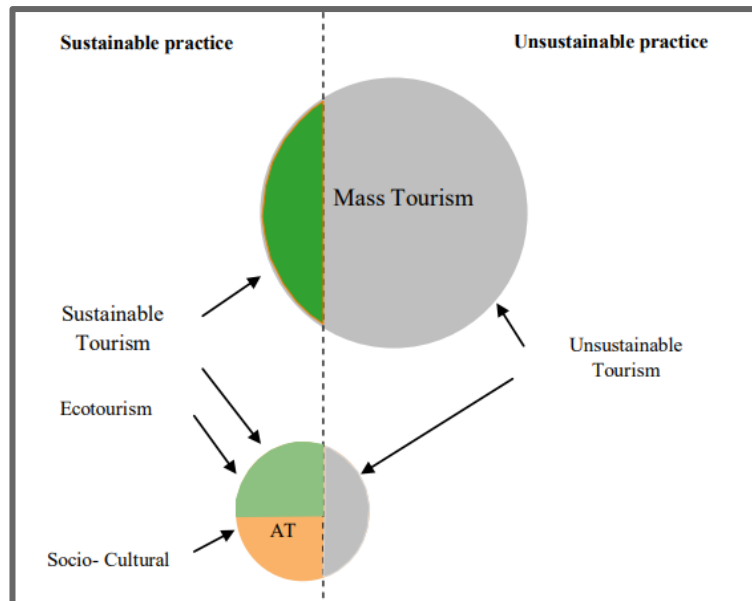 Sustainable practice
Unsustainable practice
Mass Tourism
Sustainable
Tourism
Unsustainable
Tourism
Ecotourism
AT
Socio- Cultural